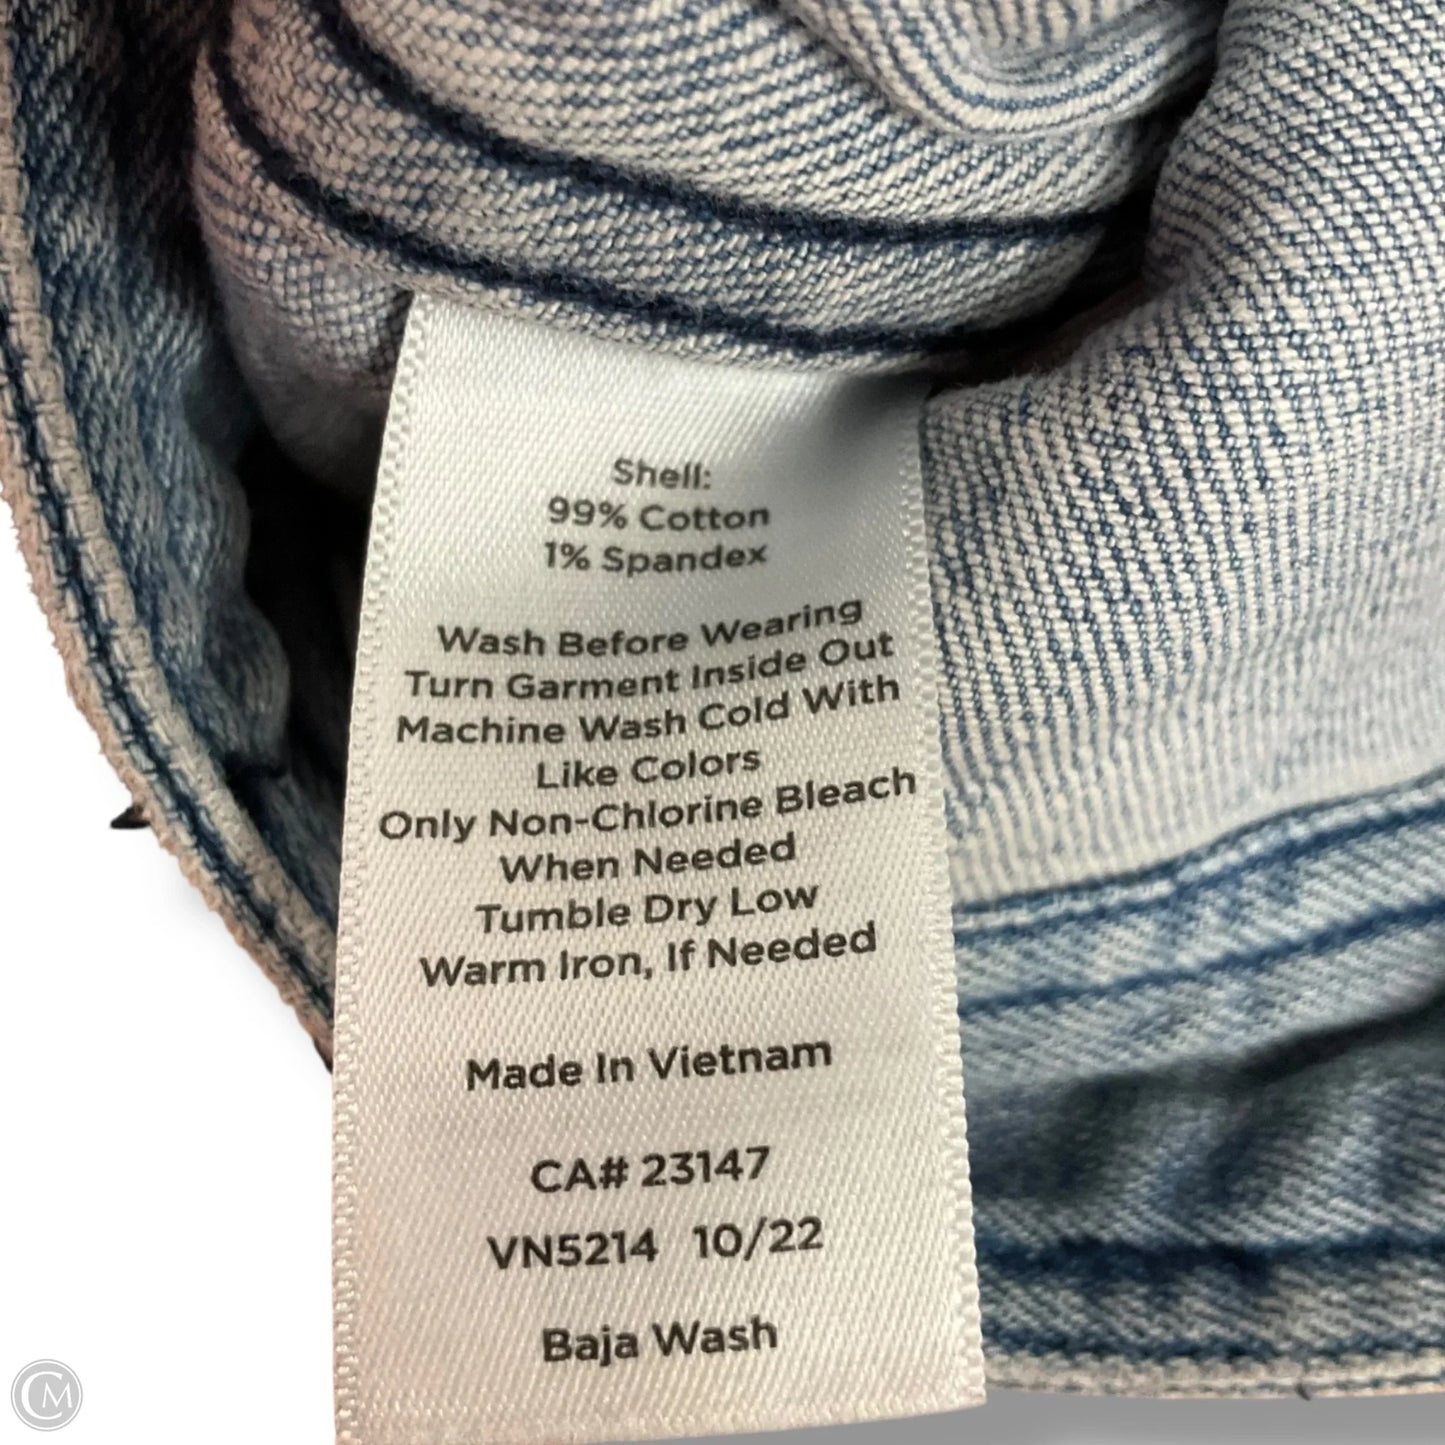 Shell:
99% Cotton
1% Spandex
Wash Before Wearing
Turn Garment Inside Out
Machine Wash Cold With
Like Colors
Only Non-Chlorine Bleach
When Needed
Tumble Dry Low
Warm Iron, If Needed
Made In Vietnam
CA# 23147
VN5214 10/22
Baja Wash
CM